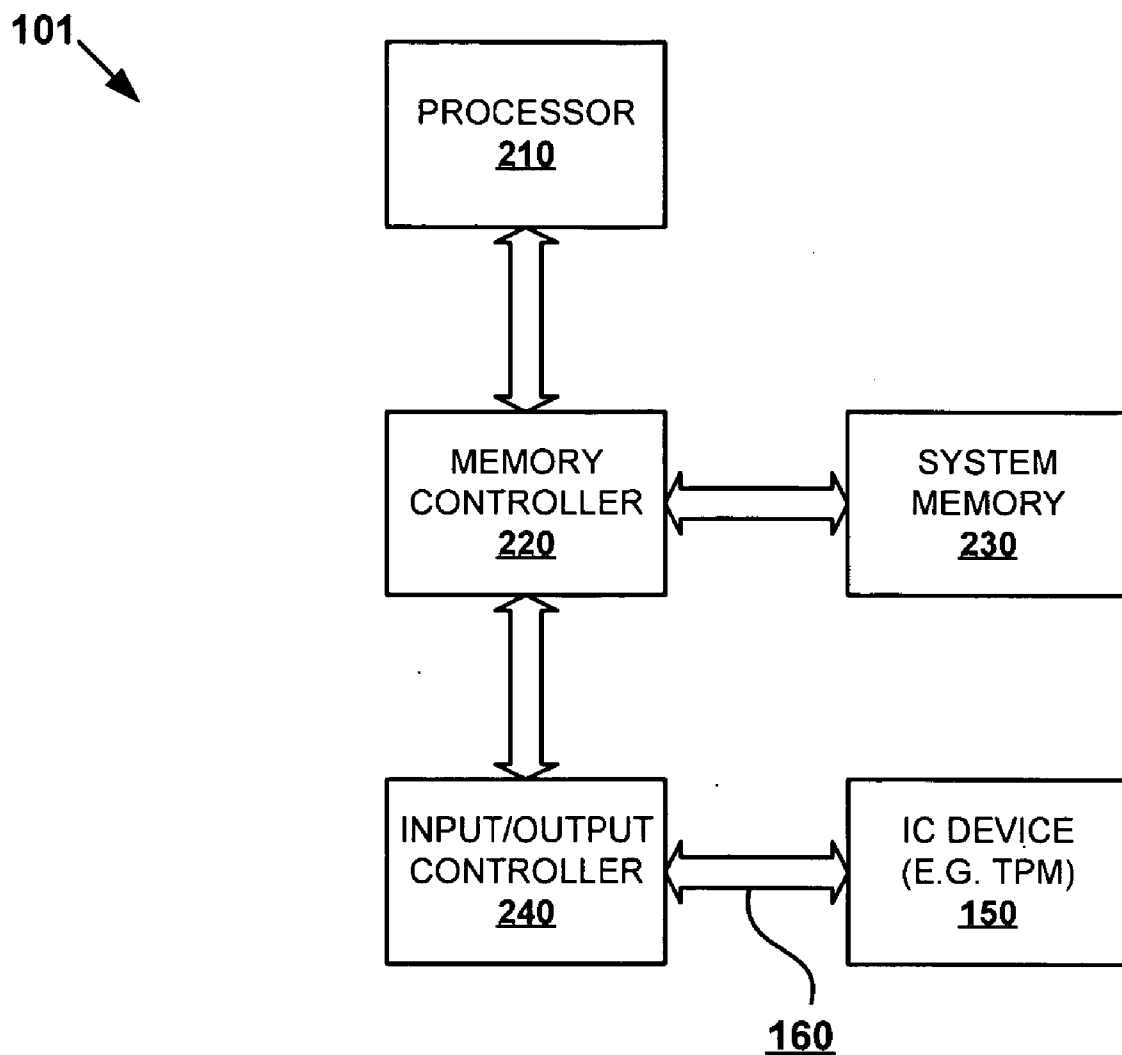 101
PROCESSOR
210
MEMORY
CONTROLLER
220
SYSTEM
MEMORY
230
INPUT/OUTPUT
CONTROLLER
240
IC DEVICE
(E.G. TPM)
150
160